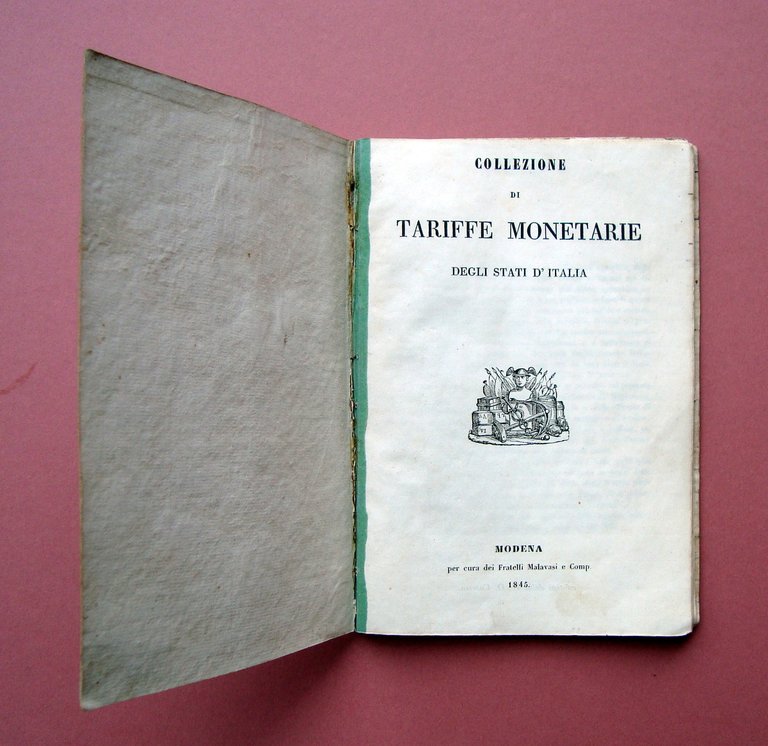 COLLEZIONE
DI
TARIFFE MONETARIE
DEGLI STATI D' ITALIA
MODENA
per cura dei Fratelli Malavasi e Comp.
1845.